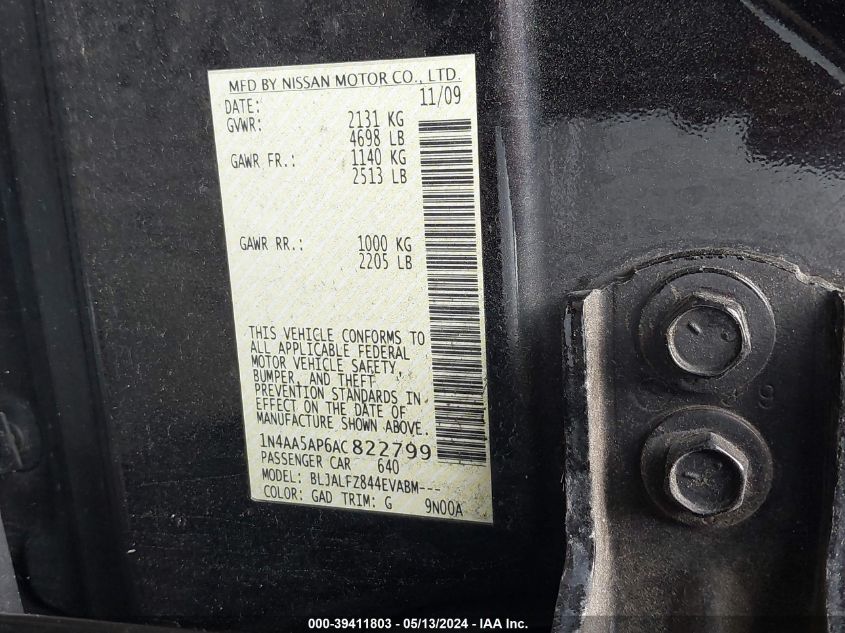 MFD BY NISSAN MOTOR CO., LTD.
DATE: 11/09
GVWR: 2131 KG
4698 LB
GAWR FR.: 1140 KG
2513 LB
GAWR RR.: 1000 KG
2205 LB
THIS VEHICLE CONFORMS TO
ALL APPLICABLE FEDERAL
MOTOR VEHICLE SAFETY,
BUMPER, AND THEFT
PREVENTION STANDARDS IN
EFFECT ON THE DATE OF
MANUFACTURE SHOWN ABOVE.
1N4AA5AP6AC822799
PASSENGER CAR 640
MODEL: BLJALFZ844EVABM---
COLOR: GAD TRIM: G 9N00A
000-39411803 - 05/13/2024 - IAA Inc.